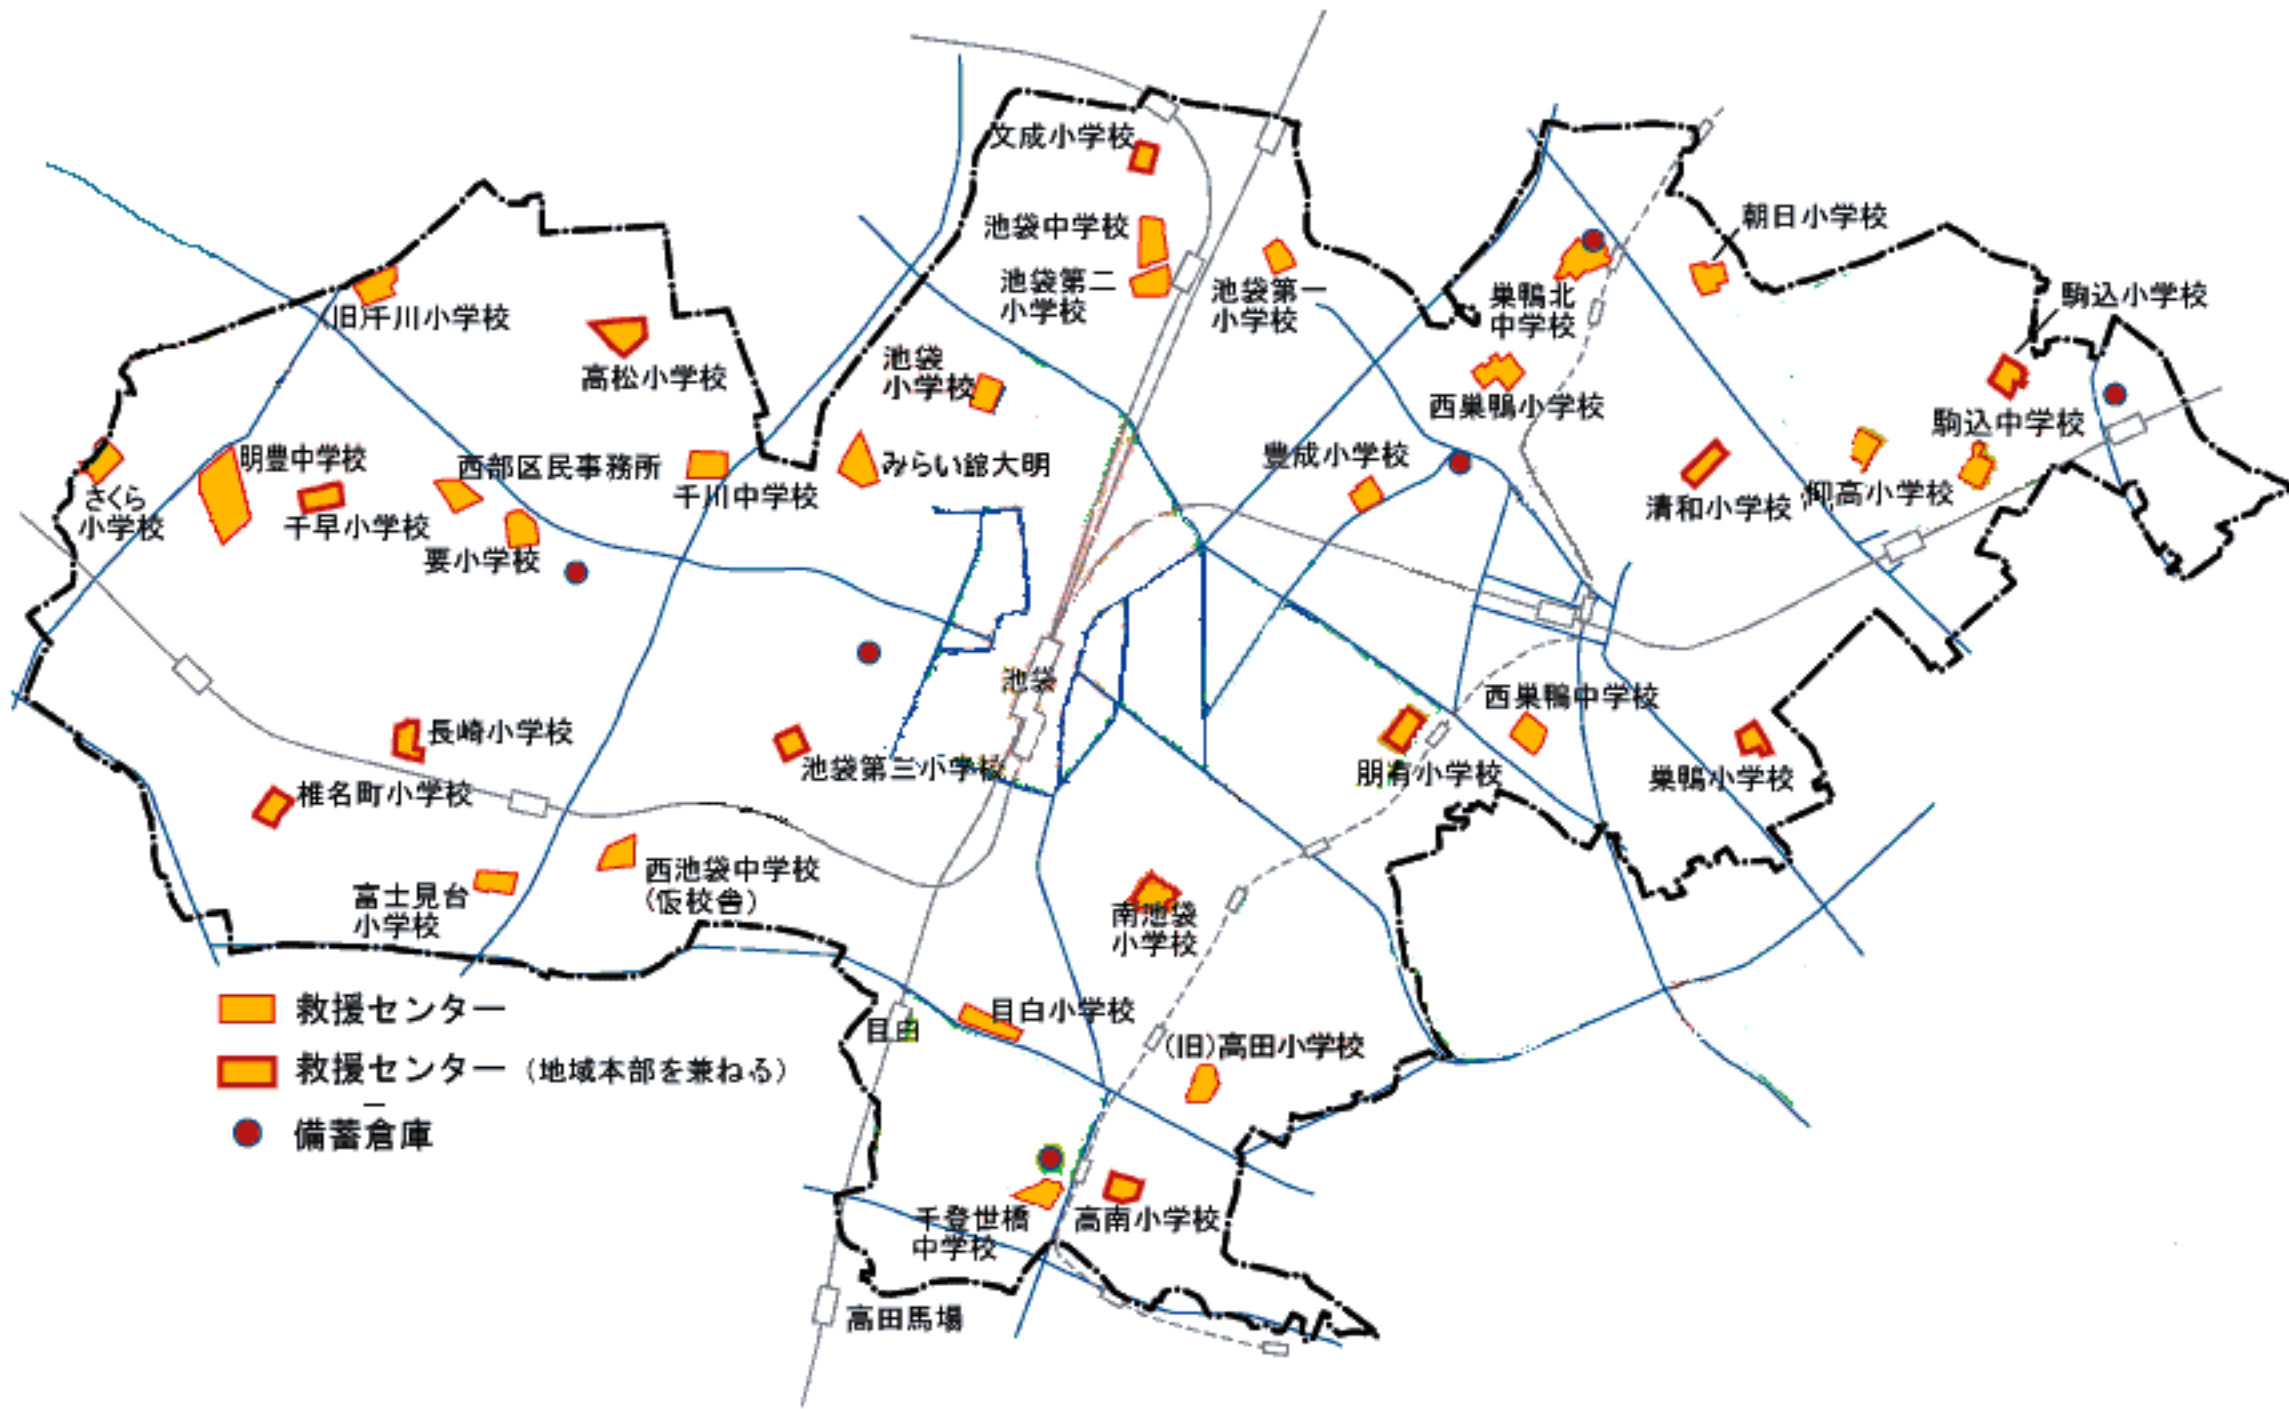 文成小学校
池袋中学校
池袋第二
小学校
池袋第一
小学校
巣鴨北
中学校
朝日小学校
駒込小学校
(旧)千川小学校
高松小学校
池袋
小学校
西巣鴨小学校
駒込中学校
明豊中学校
西部区民事務所
千川中学校
みらい館大明
豊成小学校
清和小学校
仰高小学校
さくら
小学校
千早小学校
要小学校
池袋
西巣鴨中学校
長崎小学校
池袋第三小学校
朋有小学校
巣鴨小学校
椎名町小学校
西池袋中学校
(仮校舎)
富士見台
小学校
南池袋
小学校
目白
目白小学校
(旧)高田小学校
千登世橋
中学校
高南小学校
高田馬場
救援センター
救援センター (地域本部を兼ねる)
備蓄倉庫